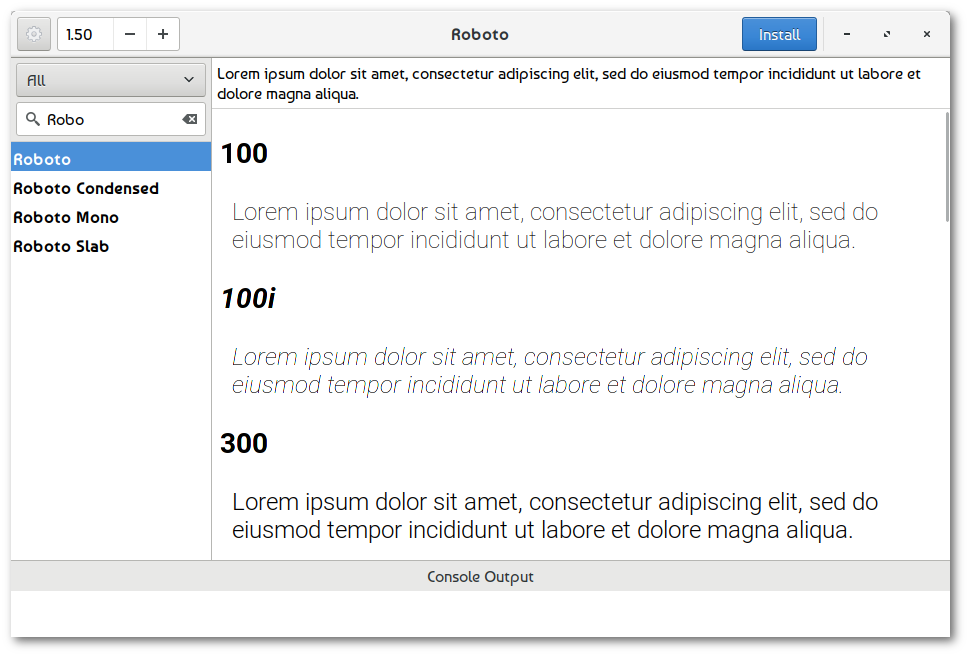 1.50
Roboto
Install
All
Robo
Roboto
Roboto Condensed
Roboto Mono
Roboto Slab
Lorem ipsum dolor sit amet, consectetur adipiscing elit, sed do eiusmod tempor incididunt ut labore et
dolore magna aliqua.
100
Lorem ipsum dolor sit amet, consectetur adipiscing elit, sed do
eiusmod tempor incididunt ut labore et dolore magna aliqua.
100i
Lorem ipsum dolor sit amet, consectetur adipiscing elit, sed do
eiusmod tempor incididunt ut labore et dolore magna aliqua.
300
Lorem ipsum dolor sit amet, consectetur adipiscing elit, sed do
eiusmod tempor incididunt ut labore et dolore magna aliqua.
Console Output